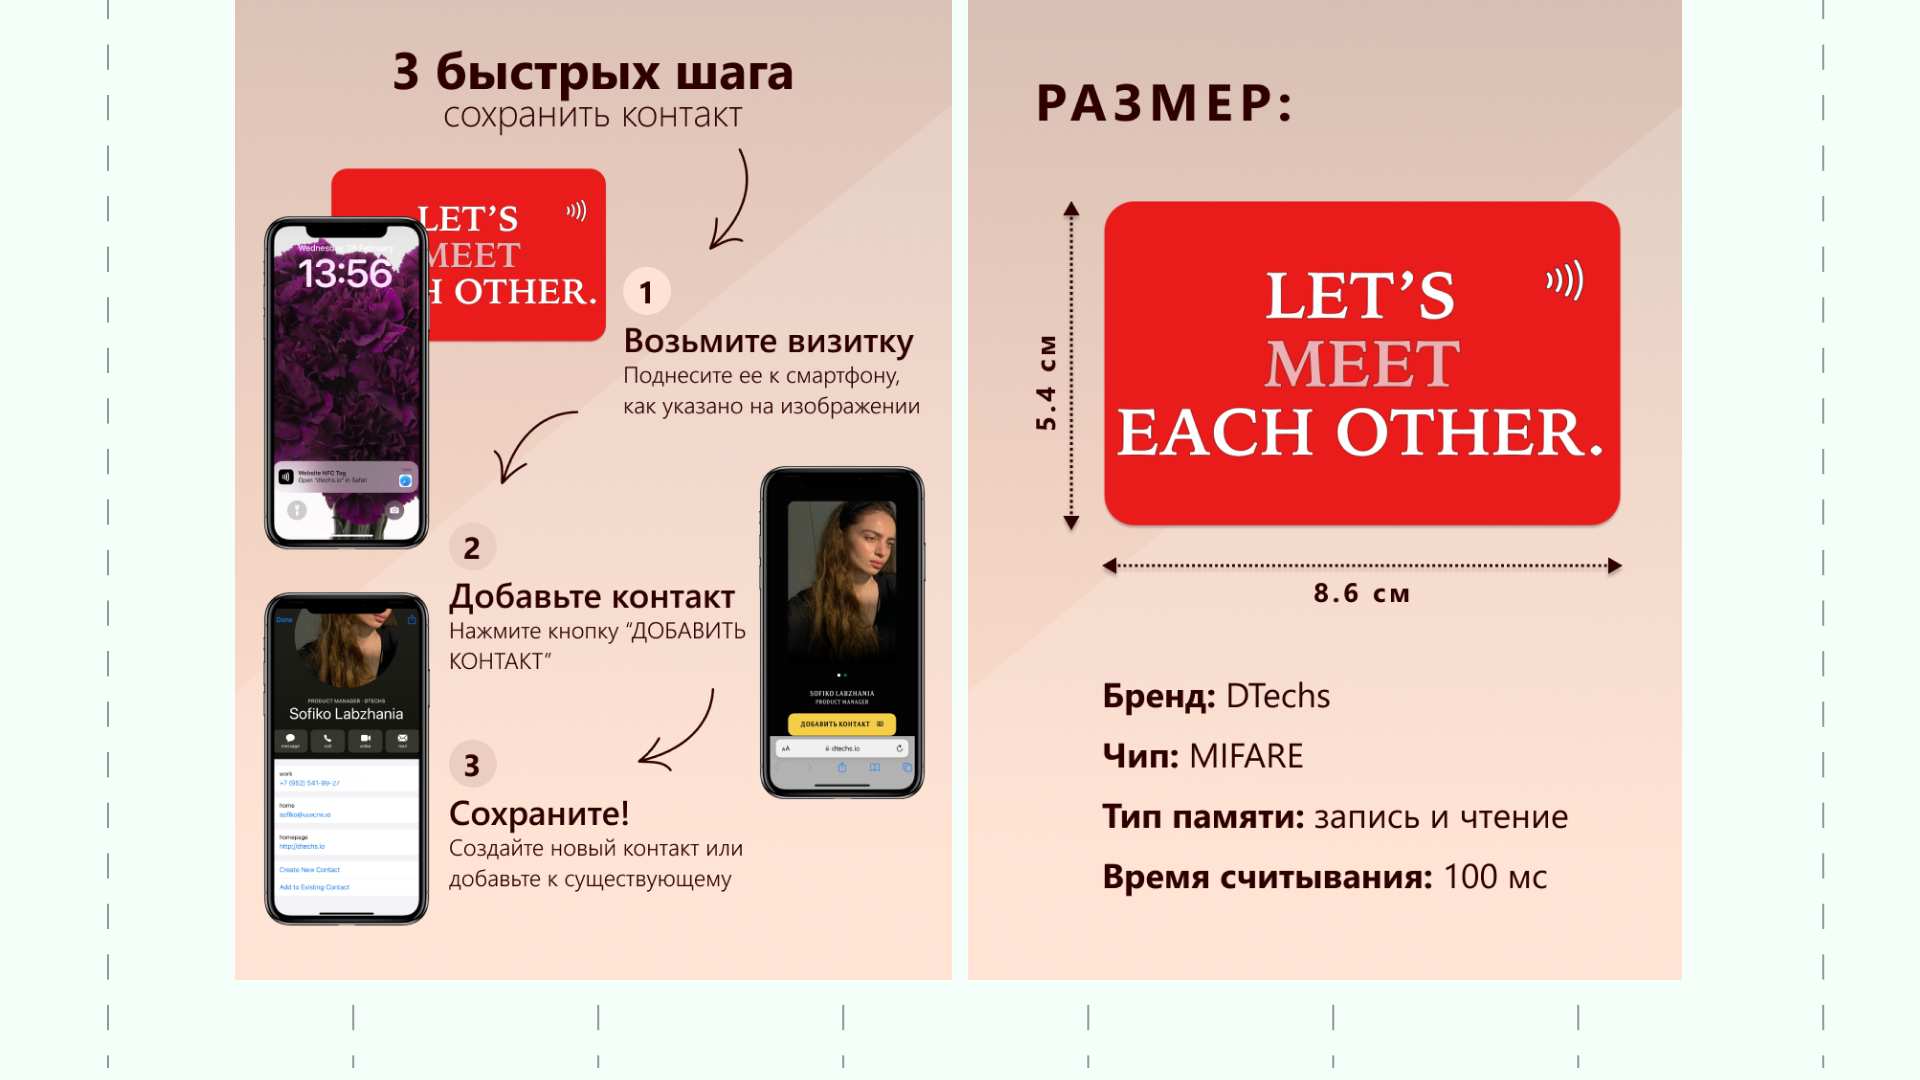 3 быстрых шага
сохранить контакт
LET’S
MEET
H OTHER.
Wednesday, 28 February
13:56
Website NFC Tag
Open "dtechs.io" in Safari
1
Возьмите визитку
Поднесите ее к смартфону,
как указано на изображении
2
Добавьте контакт
Нажмите кнопку “ДОБАВИТЬ
КОНТАКТ”
SOFIKO LABZHANIA
PRODUCT MANAGER
ДОБАВИТЬ КОНТАКТ
AA
dtechs.io
3
Сохраните!
Создайте новый контакт или
добавьте к существующему
Done
PRODUCT MANAGER - DTECHS
Sofiko Labzhania
message
call
video
mail
work
+7 (952) 541-99-27
home
homepage
http://dtechs.io
Create New Contact
Add to Existing Contact
РАЗМЕР:
5.4 см
LET’S
MEET
EACH OTHER.
8.6 см
Бренд: DTechs
Чип: MIFARE
Тип памяти: запись и чтение
Время считывания: 100 мс